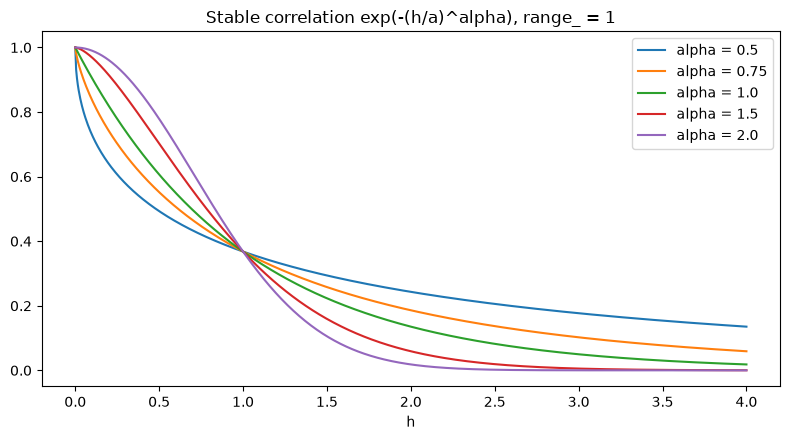 Stable correlation exp(-(h/a)^alpha), range_ = 1
alpha = 0.5
alpha = 0.75
alpha = 1.0
alpha = 1.5
alpha = 2.0
1.0
0.8
0.6
0.4
0.2
0.0
0.0 0.5 1.0 1.5 2.0 2.5 3.0 3.5 4.0
h